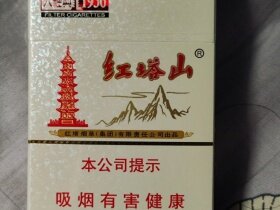 1956
FILTER CIGARETTES
红塔山®
红塔烟草(集团)有限责任公司出品
本公司提示
吸烟有害健康